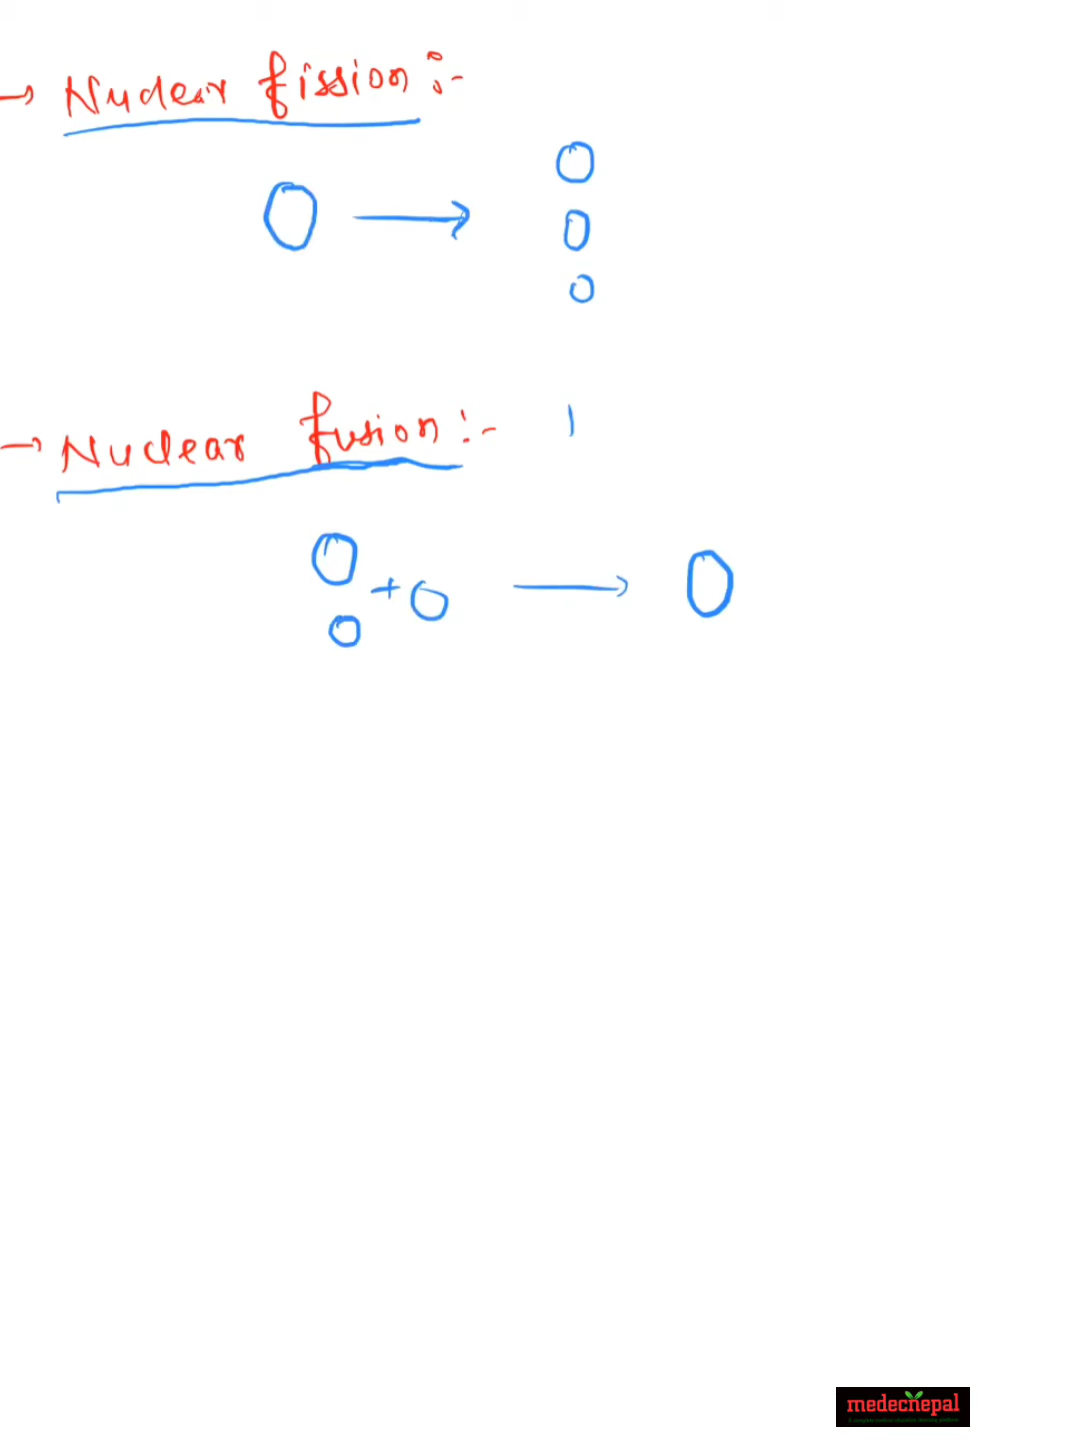 → Nuclear fission :-
→ Nuclear fusion :-
+
medecnepal